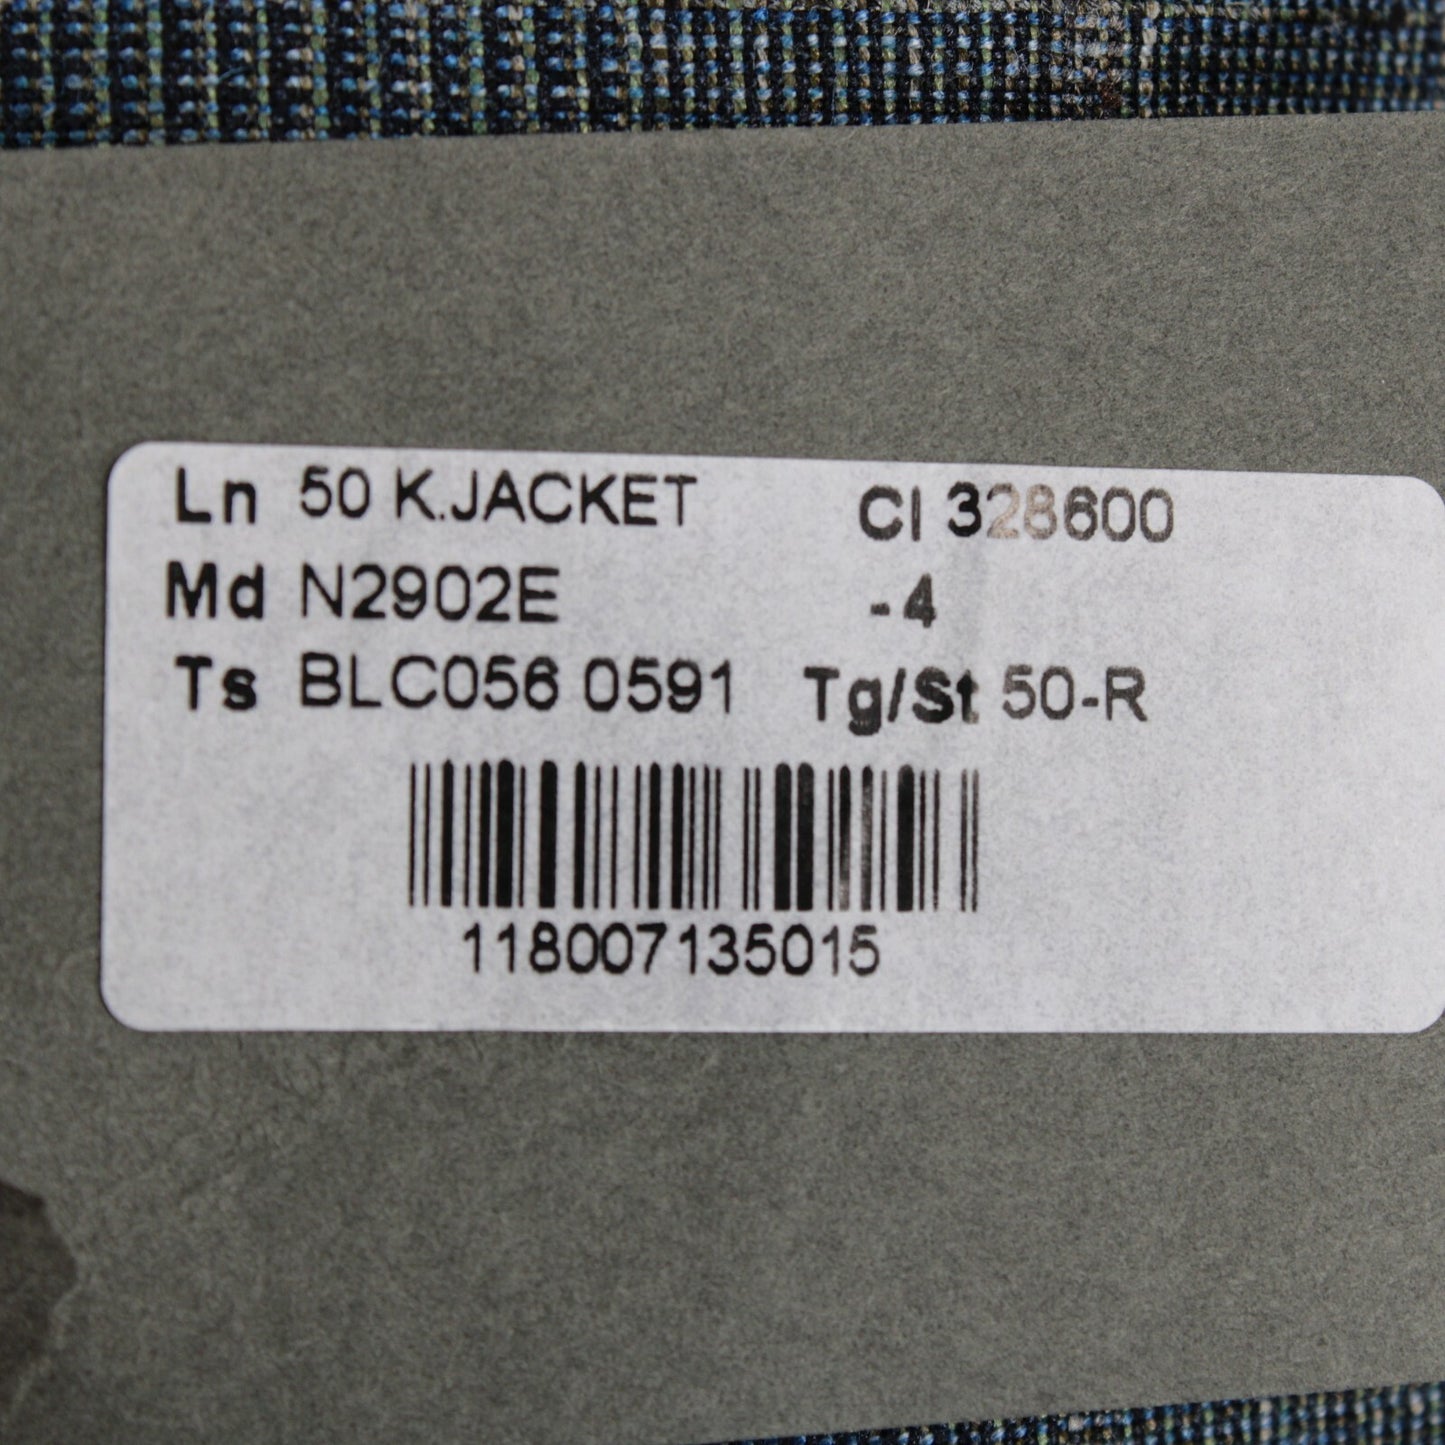 Ln 50 K.JACKET Cl 328600
Md N2902E -4
Ts BLC056 0591 Tg/St 50-R
118007135015